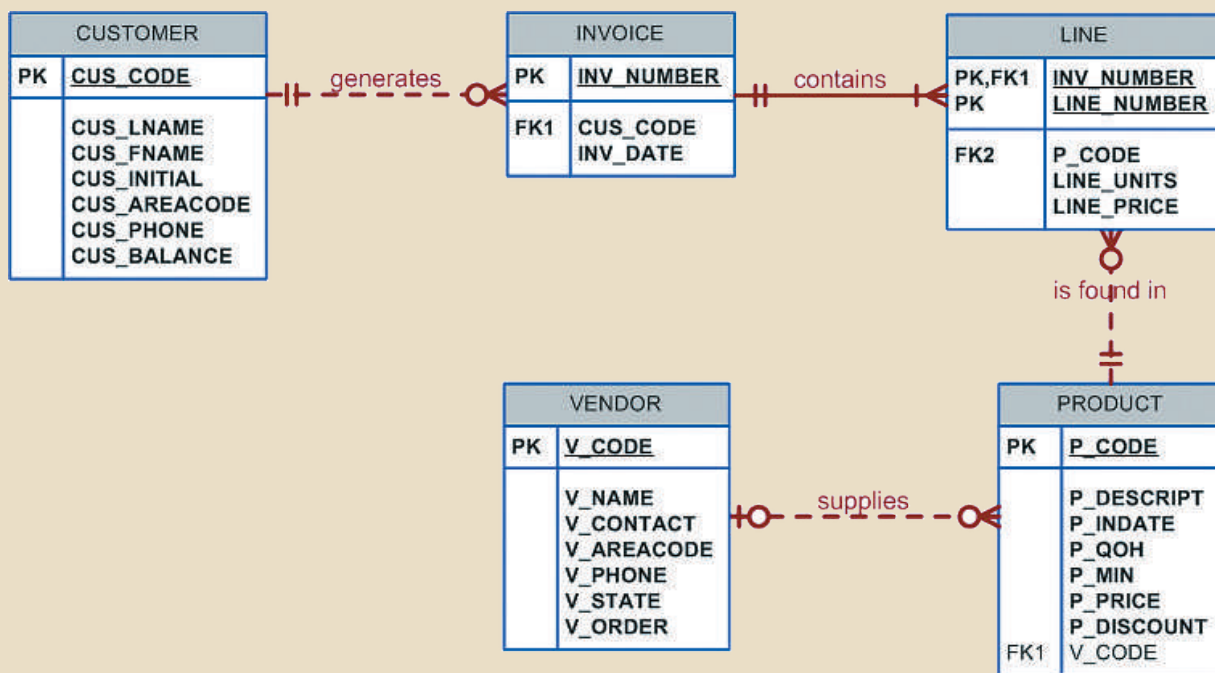 CUSTOMER
PK CUS_CODE
CUS_LNAME
CUS_FNAME
CUS_INITIAL
CUS_AREACODE
CUS_PHONE
CUS_BALANCE
generates
INVOICE
PK INV_NUMBER
FK1 CUS_CODE
INV_DATE
contains
LINE
PK,FK1 INV_NUMBER
PK LINE_NUMBER
FK2 P_CODE
LINE_UNITS
LINE_PRICE
is found in
VENDOR
PK V_CODE
V_NAME
V_CONTACT
V_AREACODE
V_PHONE
V_STATE
V_ORDER
supplies
PRODUCT
PK P_CODE
P_DESCRIPT
P_INDATE
P_QOH
P_MIN
P_PRICE
P_DISCOUNT
FK1 V_CODE